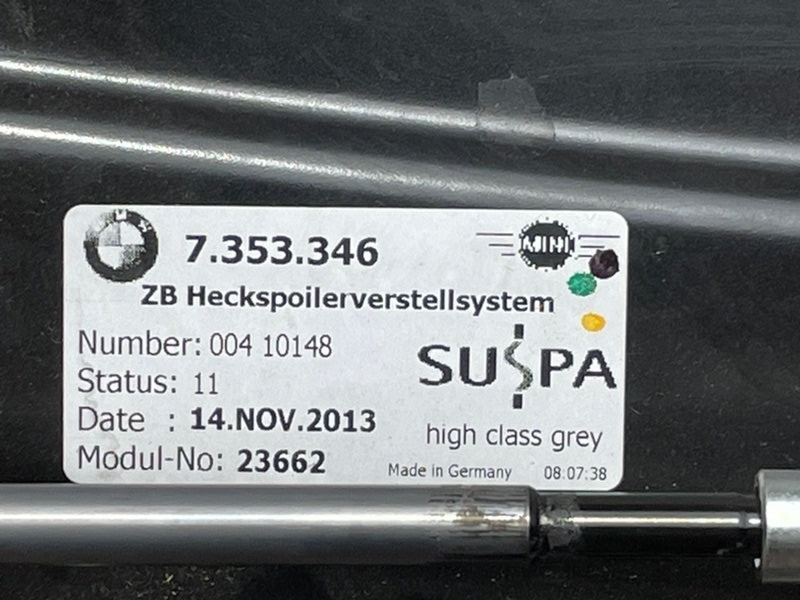 BMW
7.353.346
MINI
ZB Heckspoilerverstellsystem
Number: 004 10148
SUSPA
Status: 11
Date : 14.NOV.2013
high class grey
Modul-No: 23662
Made in Germany 08:07:38